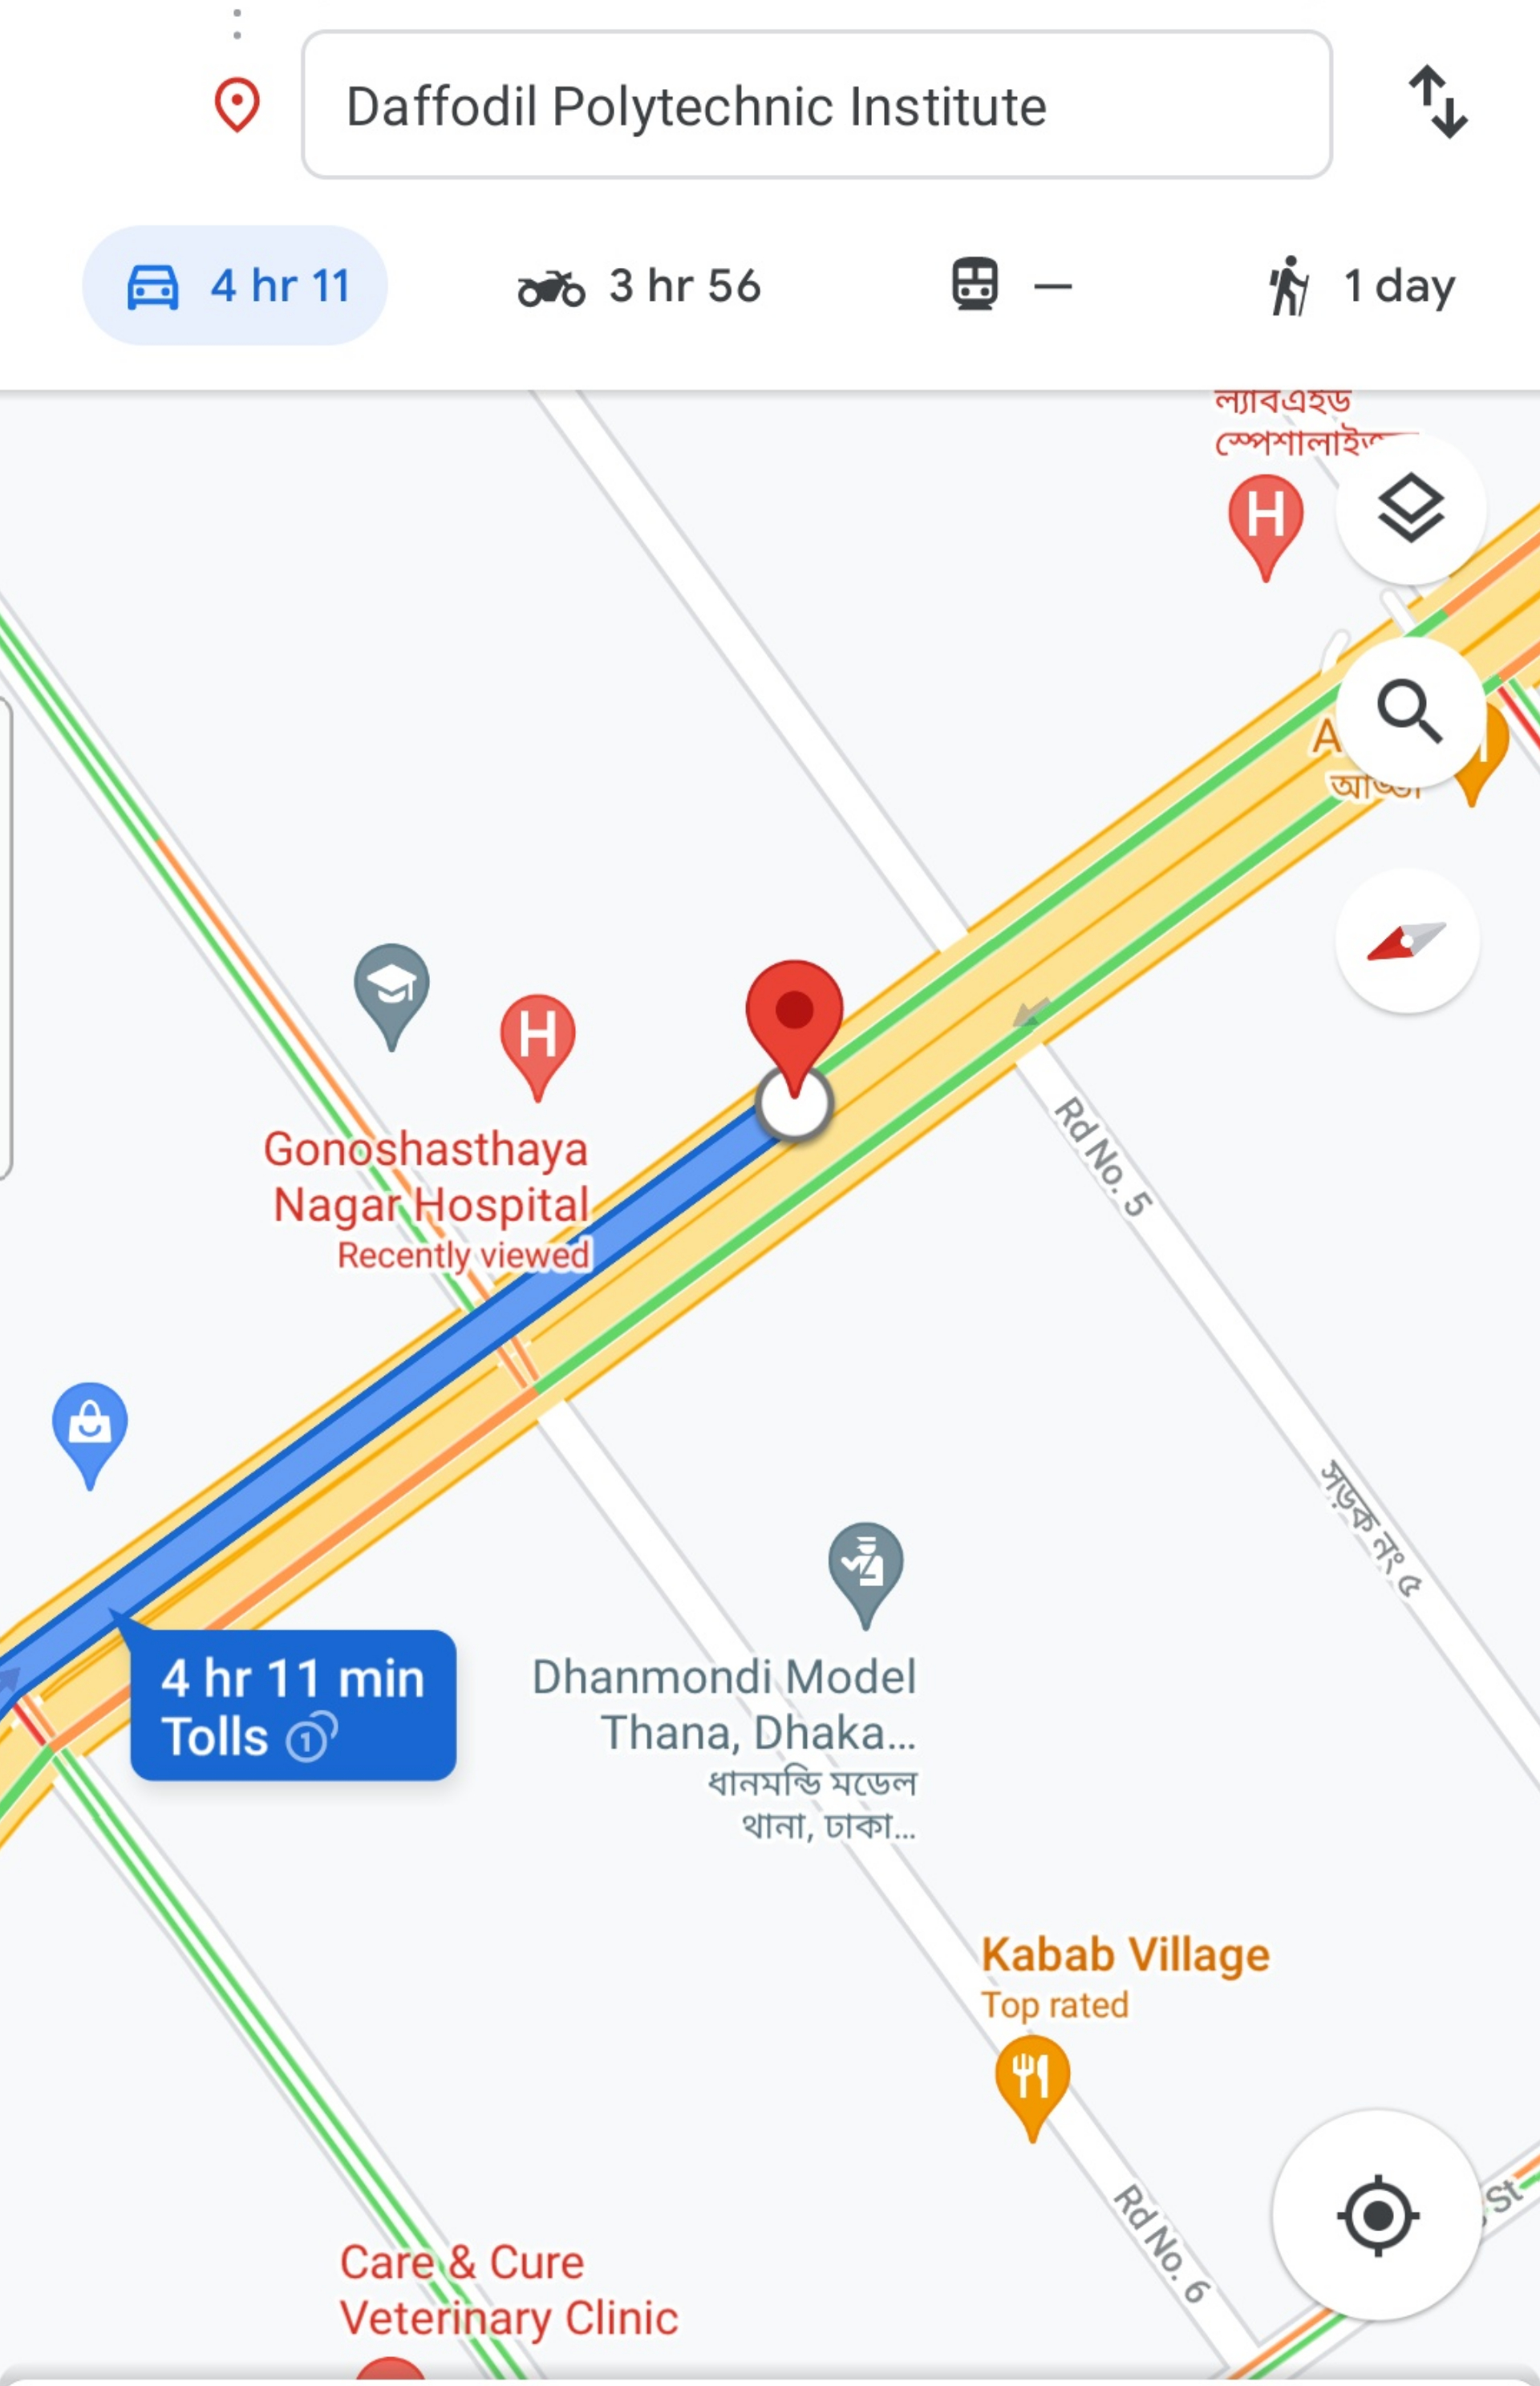 Daffodil Polytechnic Institute
4 hr 11
3 hr 56
—
1 day
ল্যাবএইড
H
H
Gonoshasthaya
Nagar Hospital
Recently viewed
Rd No. 5
সড়ক নং ৫
4 hr 11 min
Tolls 1
Dhanmondi Model
Thana, Dhaka...
ধানমন্ডি মডেল
থানা, ঢাকা...
Kabab Village
Top rated
Rd No. 6
St
Care & Cure
Veterinary Clinic